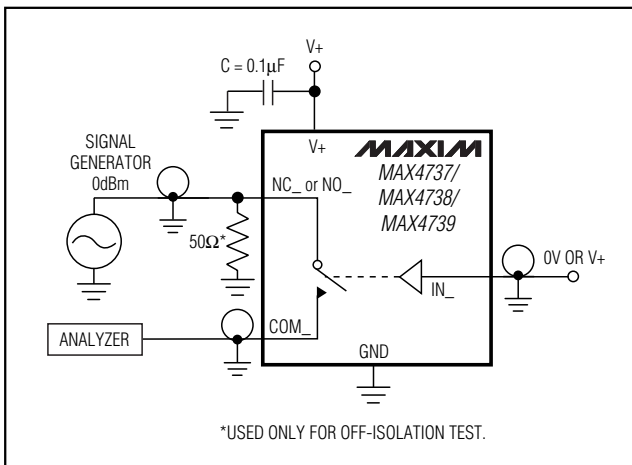 V+
C = 0.1µF
V+
MAXIM
SIGNAL
GENERATOR
0dBm
MAX4737/
MAX4738/
MAX4739
NC_ or NO_
50Ω*
0V OR V+
IN_
COM_
ANALYZER
GND
*USED ONLY FOR OFF-ISOLATION TEST.